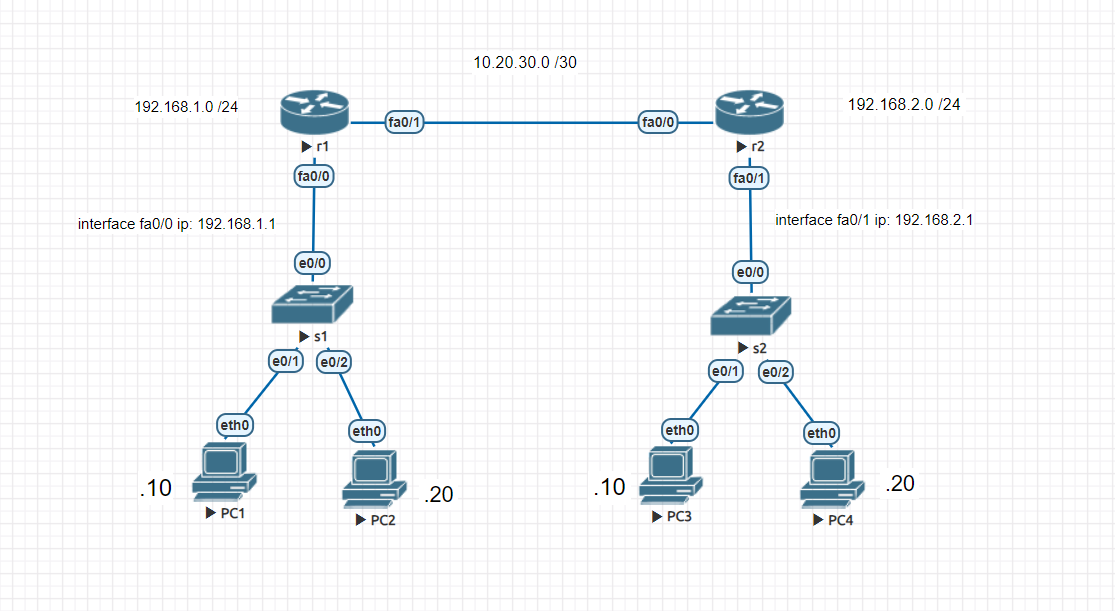 10.20.30.0 /30
192.168.1.0 /24
192.168.2.0 /24
fa0/1
fa0/0
r1
r2
fa0/0
fa0/1
interface fa0/0 ip: 192.168.1.1
interface fa0/1 ip: 192.168.2.1
e0/0
e0/0
s1
s2
e0/1
e0/2
e0/1
e0/2
eth0
eth0
eth0
eth0
.10
.20
.10
.20
PC1
PC2
PC3
PC4